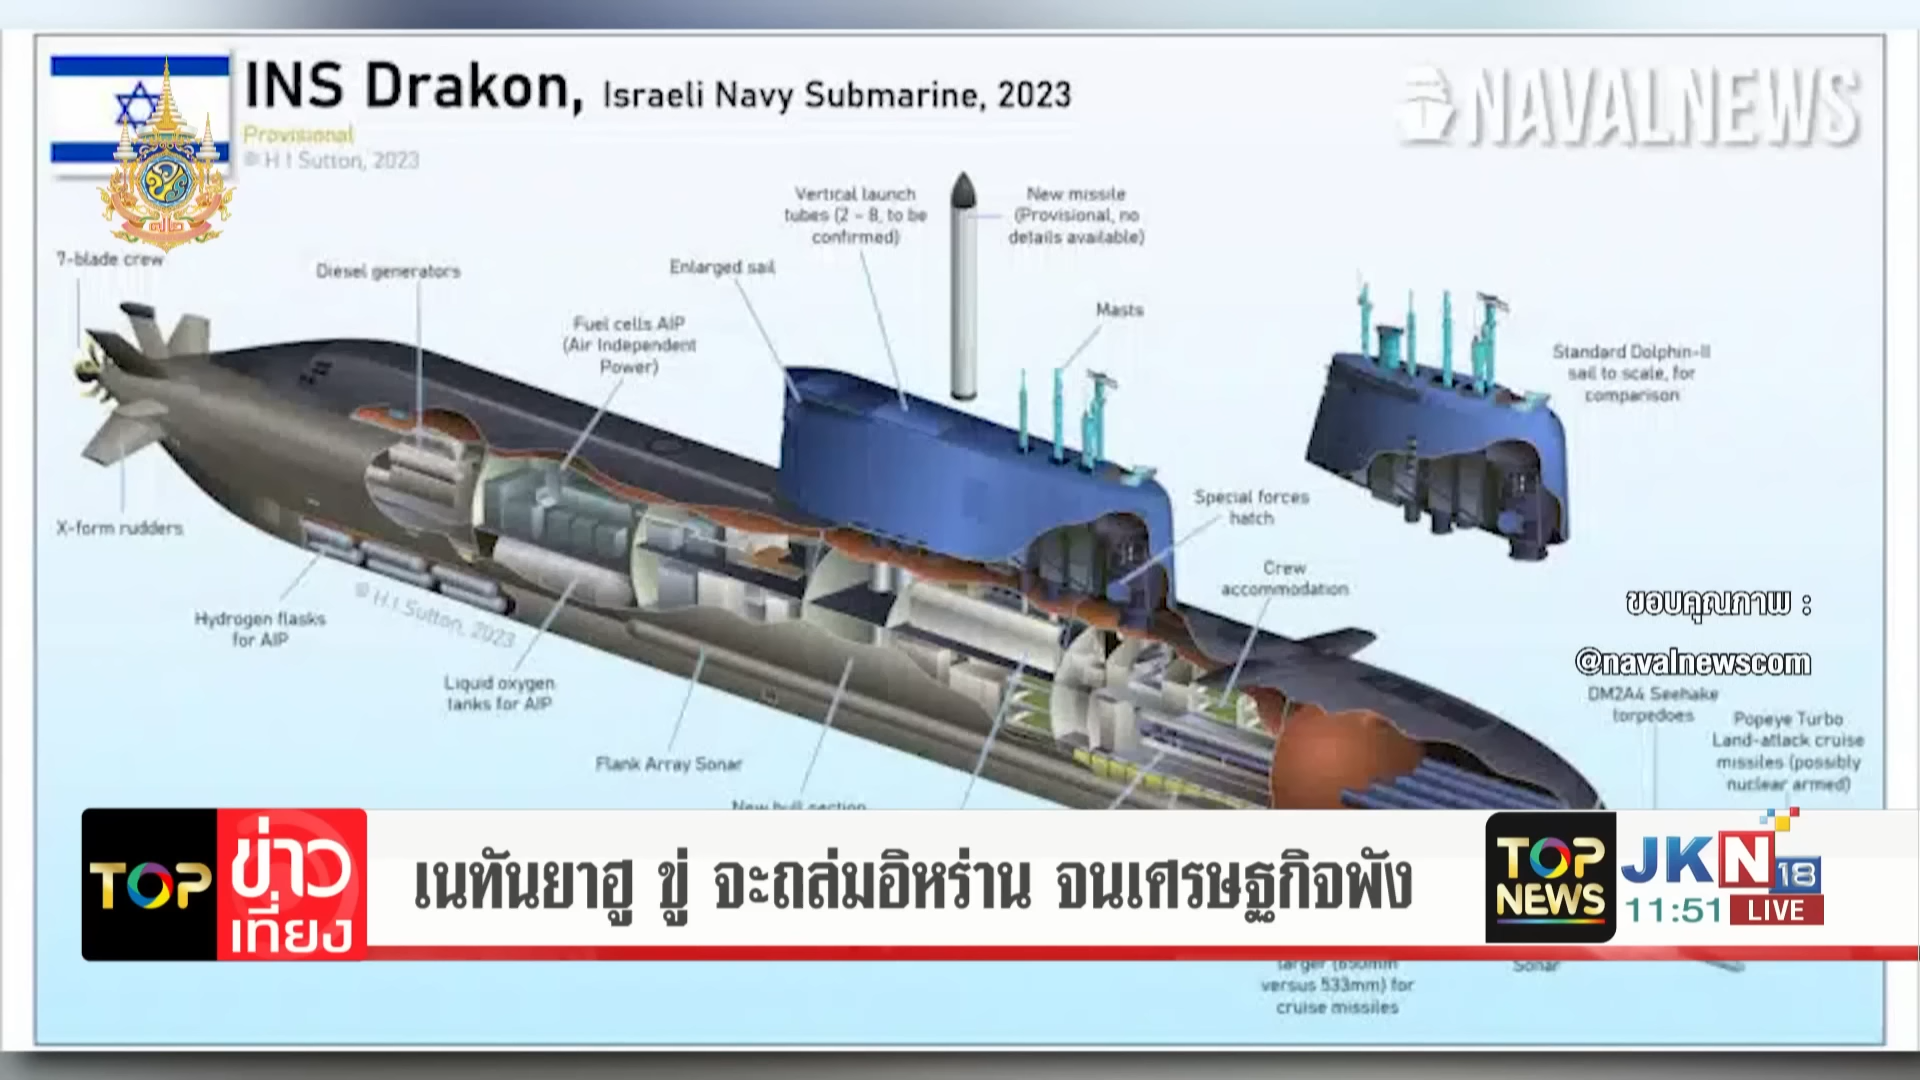 INS Drakon, Israeli Navy Submarine, 2023
Provisional
© H I Sutton, 2023
NAVALNEWS
7-blade crew
Diesel generators
Fuel cells AIP
(Air Independent
Power)
Enlarged sail
Vertical launch
tubes (2 - 8, to be
confirmed)
New missile
(Provisional, no
details available)
Masts
Standard Dolphin-II
sail to scale, for
comparison
Special forces
hatch
Crew
accommodation
X-form rudders
Hydrogen flasks
for AIP
© H.I.Sutton, 2023
Liquid oxygen
tanks for AIP
Flank Array Sonar
New hull section
ขอบคุณภาพ :
@navalnewscom
DM2A4 Seehake
torpedoes
Popeye Turbo
Land-attack cruise
missiles (possibly
nuclear armed)
TOP ข่าว
เที่ยง
เนทันยาฮู ขู่ จะถล่มอิหร่าน จนเศรษฐกิจพัง
TOP
NEWS
JKN 18
11:51 LIVE
larger (650mm
versus 533mm) for
cruise missiles
Sonar